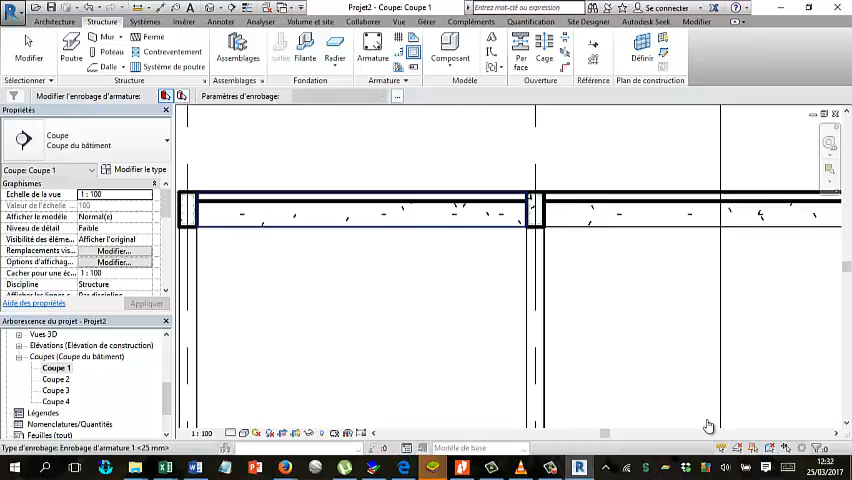 Projet2 - Coupe: Coupe 1
Entrez mot-clé ou expression
Se connecter
Architecture Structure Systèmes Insérer Annoter Analyser Volume et site Collaborer Vue Gérer Compléments Quantification Site Designer Autodesk Seek Modifier
Modifier
Poutre
Mur
Poteau
Dalle
Ferme
Contreventement
Système de poutre
Assemblages
Isolée Filante Radier
Armature
Composant
Par face
Cage
Définir
Sélectionner Structure Assemblages Fondation Armature Modèle Ouverture Référence Plan de construction
Modifier l'enrobage d'armature:
Paramètres d'enrobage:
...
Propriétés
Coupe
Coupe du bâtiment
Coupe: Coupe 1
Modifier le type
Graphismes
Echelle de la vue 1 : 100
Valeur de l'échelle 100
Afficher le modèle Normal(e)
Niveau de détail Faible
Visibilité des éléme... Afficher l'original
Remplacements vis... Modifier...
Options d'affichag... Modifier...
Cacher pour une éc... 1 : 100
Discipline Structure
Aide des propriétés
Appliquer
Arborescence du projet - Projet2
Vues 3D
Elévations (Elévation de construction)
Coupes (Coupe du bâtiment)
Coupe 1
Coupe 2
Coupe 3
Coupe 4
Légendes
Nomenclatures/Quantités
Feuilles (tout)
1 : 100
Type d'enrobage: Enrobage d'armature 1 <25 mm>
:0
Modèle de base
:0
12:32
25/03/2017